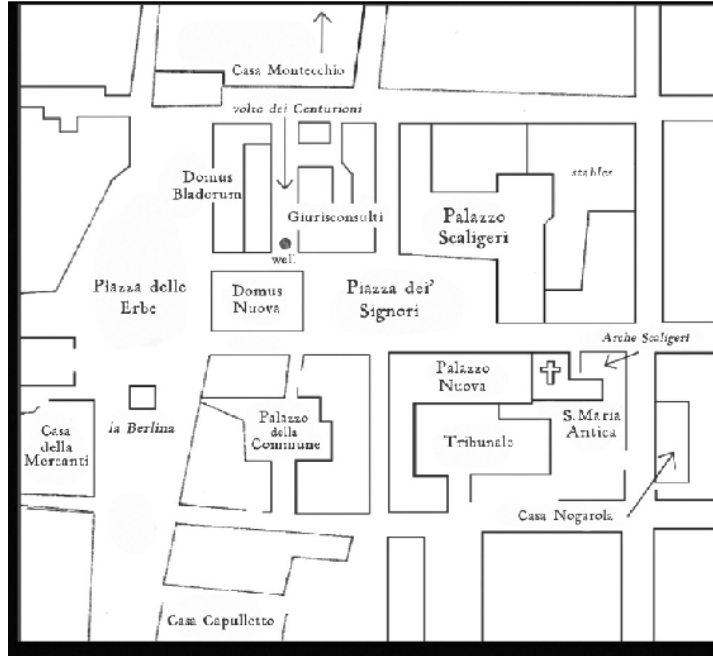 Casa Montecchio
volto dei Centurioni
stables
Domus
Bladorum
Giurisconsulti
Palazzo
Scaligeri
well
Piazza delle
Erbe
Domus
Nuova
Piazza dei'
Signori
Arche Scaligeri
Palazzo
Nuova
la Berlina
Casa
della
Mercanti
Palazzo
della
Commune
Tribunale
S. Maria
Antica
Casa Nogarola
Casa Capulletto